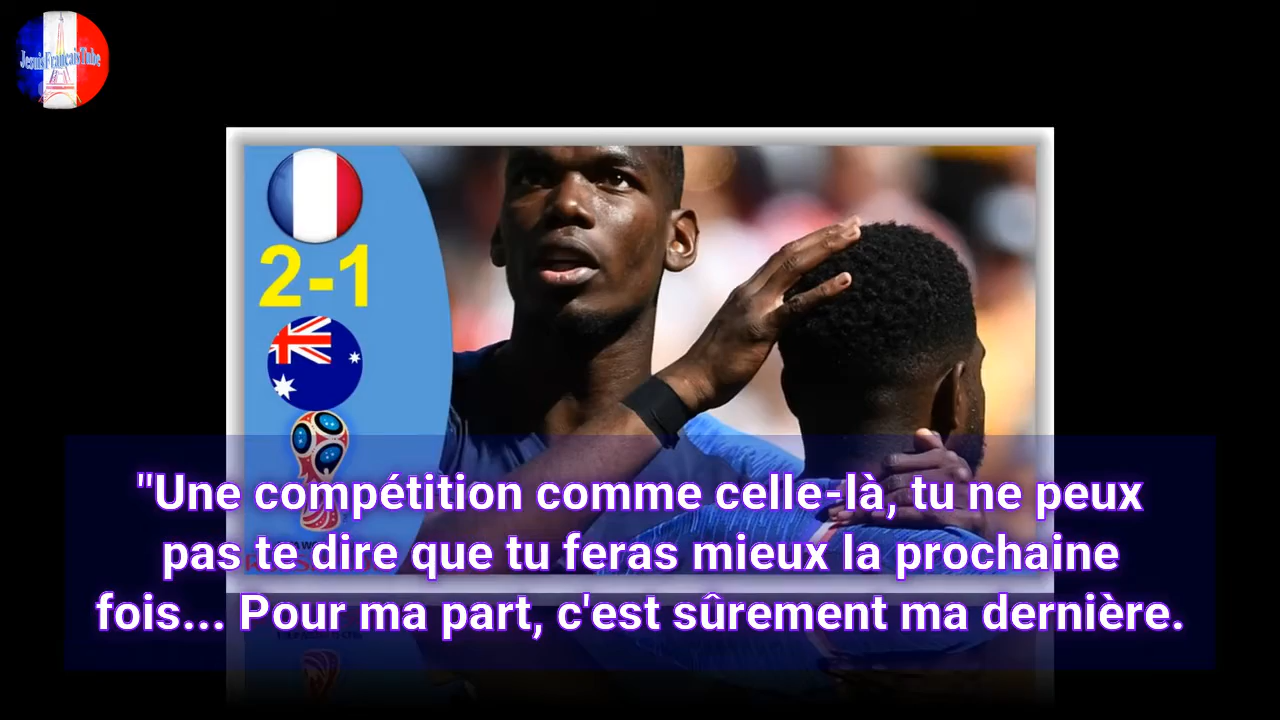 JesuisFrançaisTube
2-1
"Une compétition comme celle-là, tu ne peux
pas te dire que tu feras mieux la prochaine
fois... Pour ma part, c'est sûrement ma dernière.